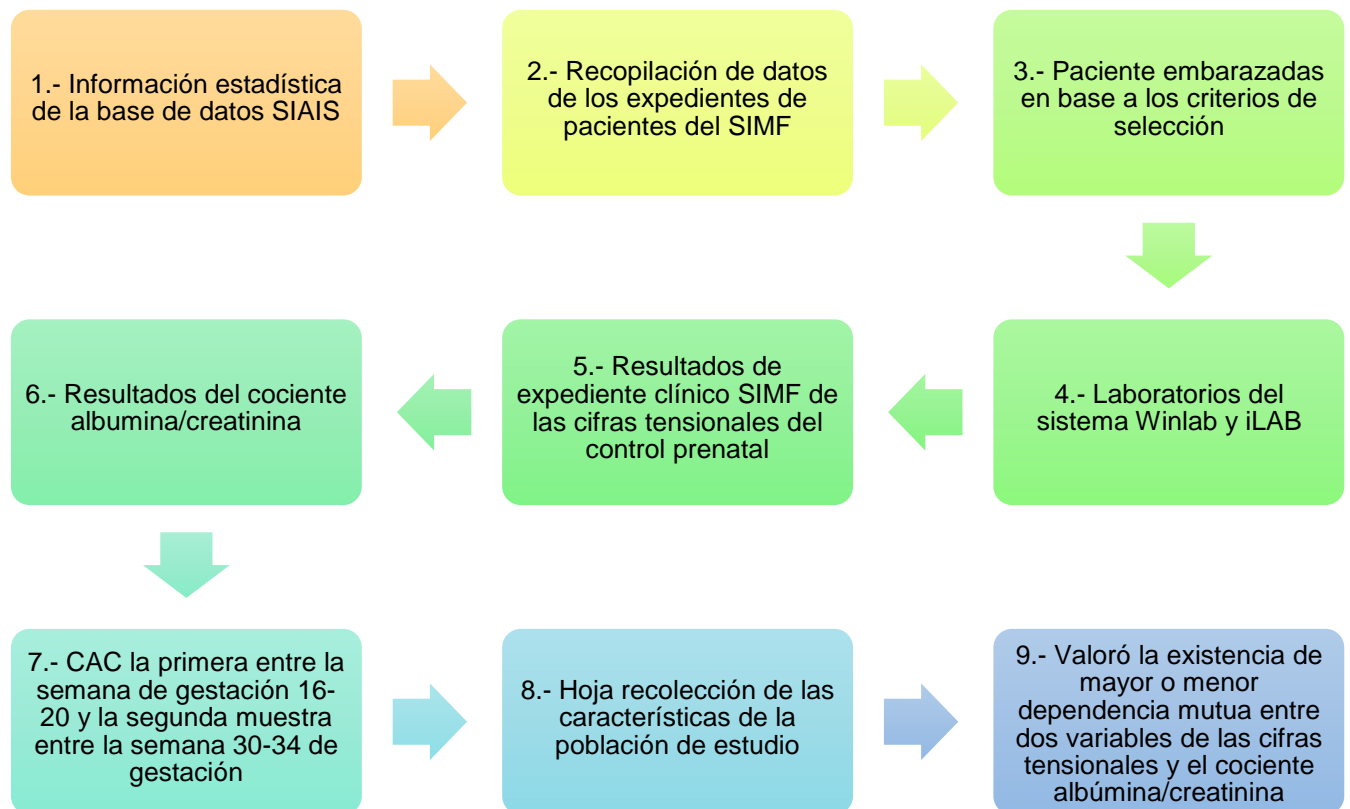 1.- Información estadística
de la base de datos SIAIS
2.- Recopilación de datos
de los expedientes de
pacientes del SIMF
3.- Paciente embarazadas
en base a los criterios de
selección
4.- Laboratorios del
sistema Winlab y iLAB
5.- Resultados de
expediente clínico SIMF de
las cifras tensionales del
control prenatal
6.- Resultados del cociente
albumina/creatinina
7.- CAC la primera entre la
semana de gestación 16-
20 y la segunda muestra
entre la semana 30-34 de
gestación
8.- Hoja recolección de las
características de la
población de estudio
9.- Valoró la existencia de
mayor o menor
dependencia mutua entre
dos variables de las cifras
tensionales y el cociente
albúmina/creatinina